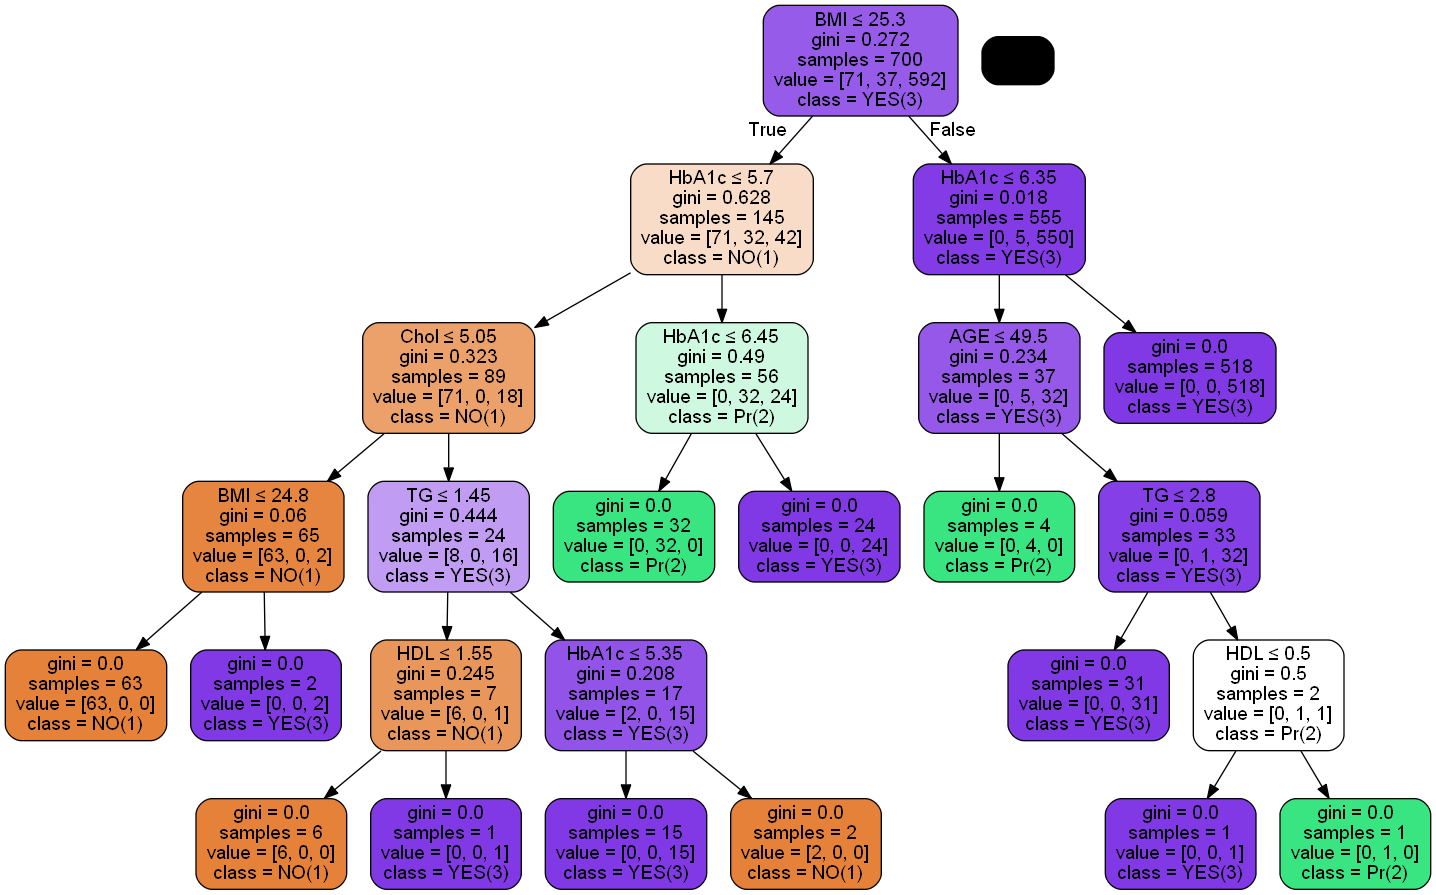 BMI ≤ 25.3
gini = 0.272
samples = 700
value = [71, 37, 592]
class = YES(3)
True
False
HbA1c ≤ 5.7
gini = 0.628
samples = 145
value = [71, 32, 42]
class = NO(1)
HbA1c ≤ 6.35
gini = 0.018
samples = 555
value = [0, 5, 550]
class = YES(3)
Chol ≤ 5.05
gini = 0.323
samples = 89
value = [71, 0, 18]
class = NO(1)
HbA1c ≤ 6.45
gini = 0.49
samples = 56
value = [0, 32, 24]
class = Pr(2)
AGE ≤ 49.5
gini = 0.234
samples = 37
value = [0, 5, 32]
class = YES(3)
gini = 0.0
samples = 518
value = [0, 0, 518]
class = YES(3)
BMI ≤ 24.8
gini = 0.06
samples = 65
value = [63, 0, 2]
class = NO(1)
TG ≤ 1.45
gini = 0.444
samples = 24
value = [8, 0, 16]
class = YES(3)
gini = 0.0
samples = 32
value = [0, 32, 0]
class = Pr(2)
gini = 0.0
samples = 24
value = [0, 0, 24]
class = YES(3)
gini = 0.0
samples = 4
value = [0, 4, 0]
class = Pr(2)
TG ≤ 2.8
gini = 0.059
samples = 33
value = [0, 1, 32]
class = YES(3)
gini = 0.0
samples = 63
value = [63, 0, 0]
class = NO(1)
gini = 0.0
samples = 2
value = [0, 0, 2]
class = YES(3)
HDL ≤ 1.55
gini = 0.245
samples = 7
value = [6, 0, 1]
class = NO(1)
HbA1c ≤ 5.35
gini = 0.208
samples = 17
value = [2, 0, 15]
class = YES(3)
gini = 0.0
samples = 31
value = [0, 0, 31]
class = YES(3)
HDL ≤ 0.5
gini = 0.5
samples = 2
value = [0, 1, 1]
class = Pr(2)
gini = 0.0
samples = 6
value = [6, 0, 0]
class = NO(1)
gini = 0.0
samples = 1
value = [0, 0, 1]
class = YES(3)
gini = 0.0
samples = 15
value = [0, 0, 15]
class = YES(3)
gini = 0.0
samples = 2
value = [2, 0, 0]
class = NO(1)
gini = 0.0
samples = 1
value = [0, 0, 1]
class = YES(3)
gini = 0.0
samples = 1
value = [0, 1, 0]
class = Pr(2)